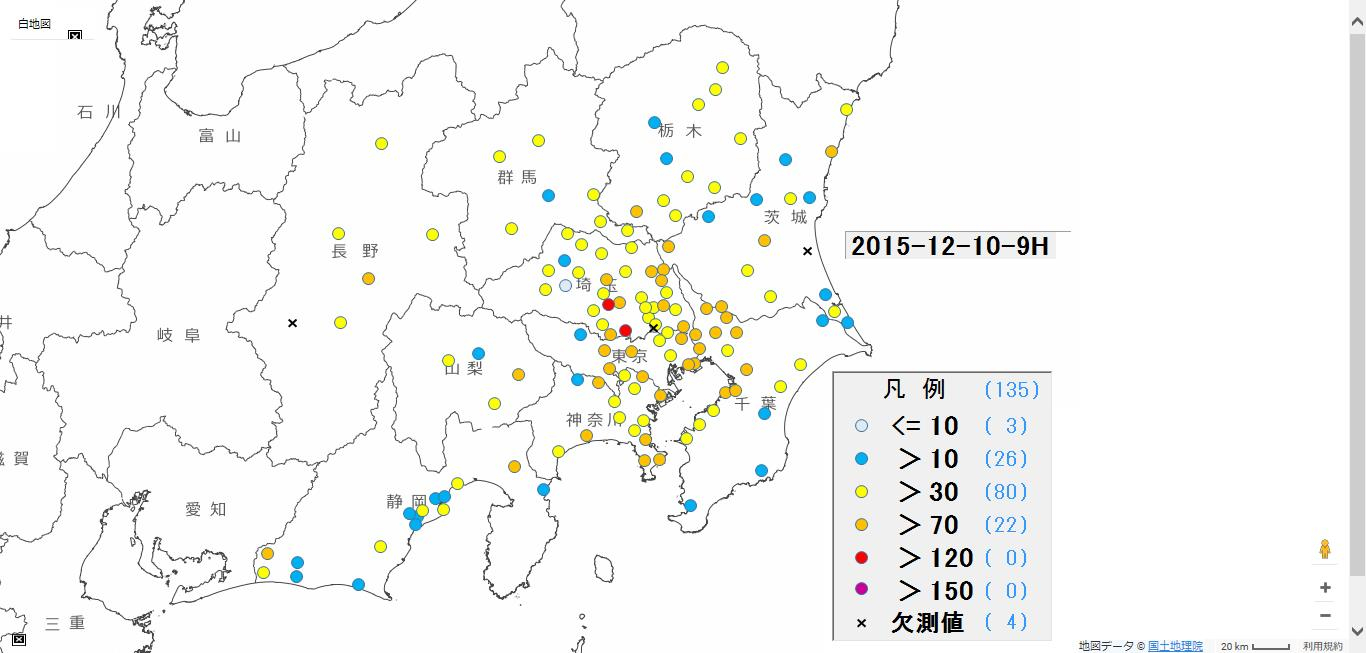 白地図
石川
富山
栃木
群馬
茨城
長野
2015-12-10-9H
埼玉
井
岐阜
東京
山梨
凡 例 (135)
<= 10 ( 3)
> 10 (26)
> 30 (80)
> 70 (22)
> 120 ( 0)
> 150 ( 0)
× 欠測値 ( 4)
千葉
神奈川
滋賀
静岡
愛知
三重
地図データ © 国土地理院 20 km 利用規約